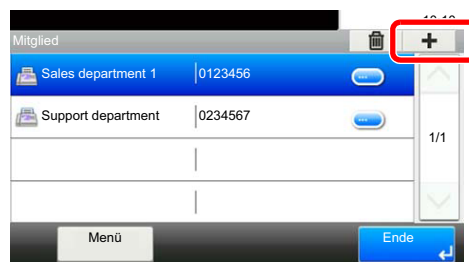 Mitglied
Sales department 1 0123456
Support department 0234567
1/1
Menü Ende